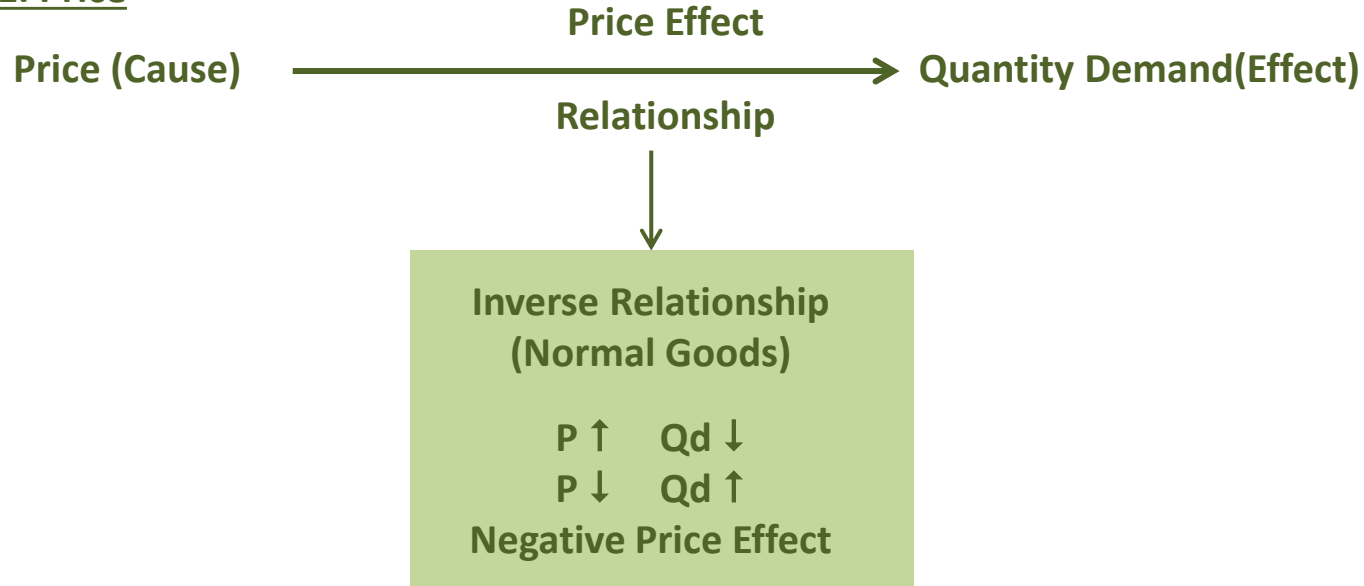 Price Effect
Price (Cause) Quantity Demand(Effect)
Relationship
Inverse Relationship
(Normal Goods)
P ↑ Qd ↓
P ↓ Qd ↑
Negative Price Effect